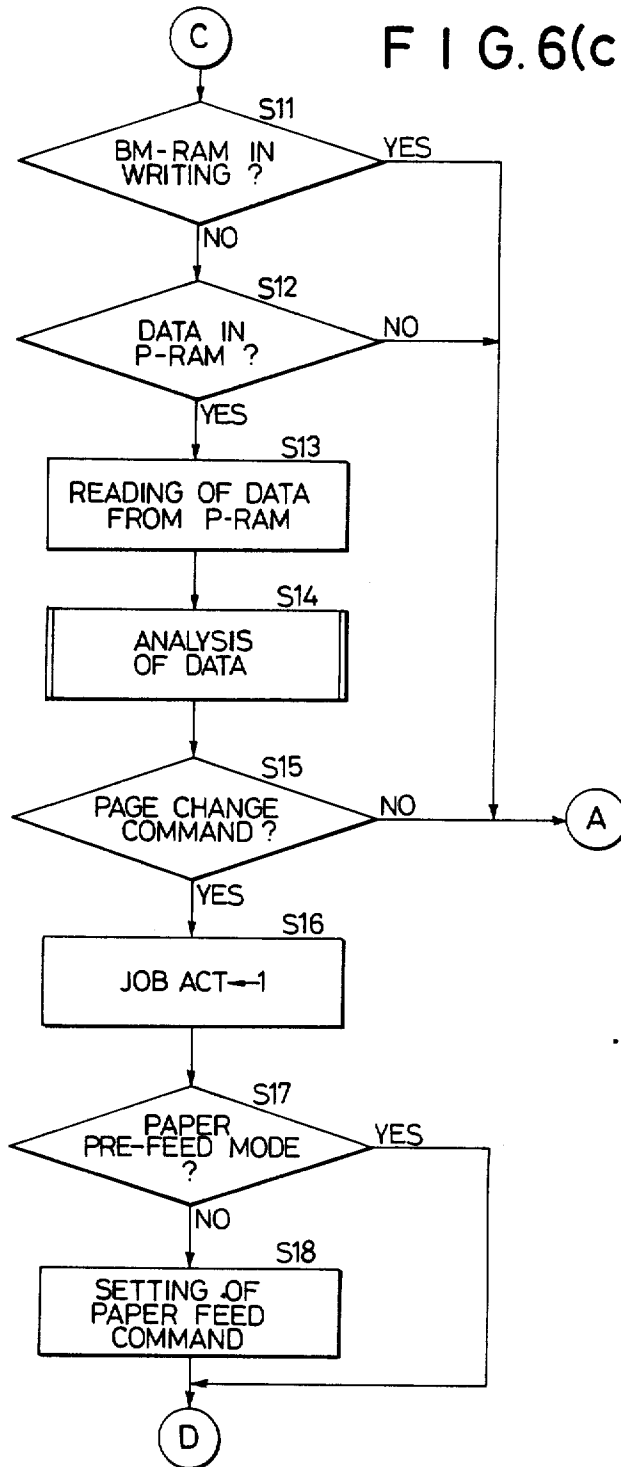 C
F I G. 6(c
S11
BM-RAM IN
WRITING ?
YES
NO
S12
DATA IN
P-RAM ?
NO
YES
S13
READING OF DATA
FROM P-RAM
S14
ANALYSIS
OF DATA
S15
PAGE CHANGE
COMMAND ?
NO
A
YES
S16
JOB ACT←1
S17
PAPER
PRE-FEED MODE
?
YES
NO
S18
SETTING OF
PAPER FEED
COMMAND
D